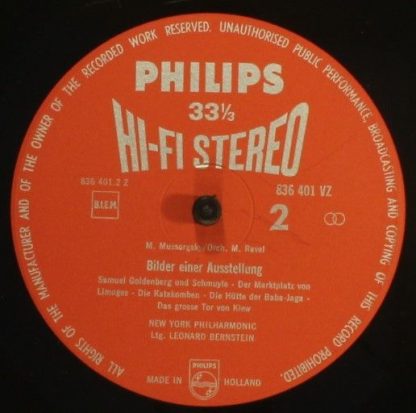 ALL RIGHTS OF THE MANUFACTURER AND OF THE OWNER OF THE RECORDED WORK RESERVED. UNAUTHORISED PUBLIC PERFORMANCE, BROADCASTING AND COPYING OF THIS RECORD PROHIBITED.
PHILIPS
33⅓
HI-FI STEREO
836 401.2 Z
836 401 VZ
B.I.E.M.
2
M. Mussorgsky/Orch. M. Ravel
Bilder einer Ausstellung
Samuel Goldenberg und Schmuyle - Der Marktplatz von
Limoges - Die Katakomben - Die Hütte der Baba-Jaga -
Das grosse Tor von Kiew
NEW YORK PHILHARMONIC
Ltg. LEONARD BERNSTEIN
PHILIPS
MADE IN HOLLAND